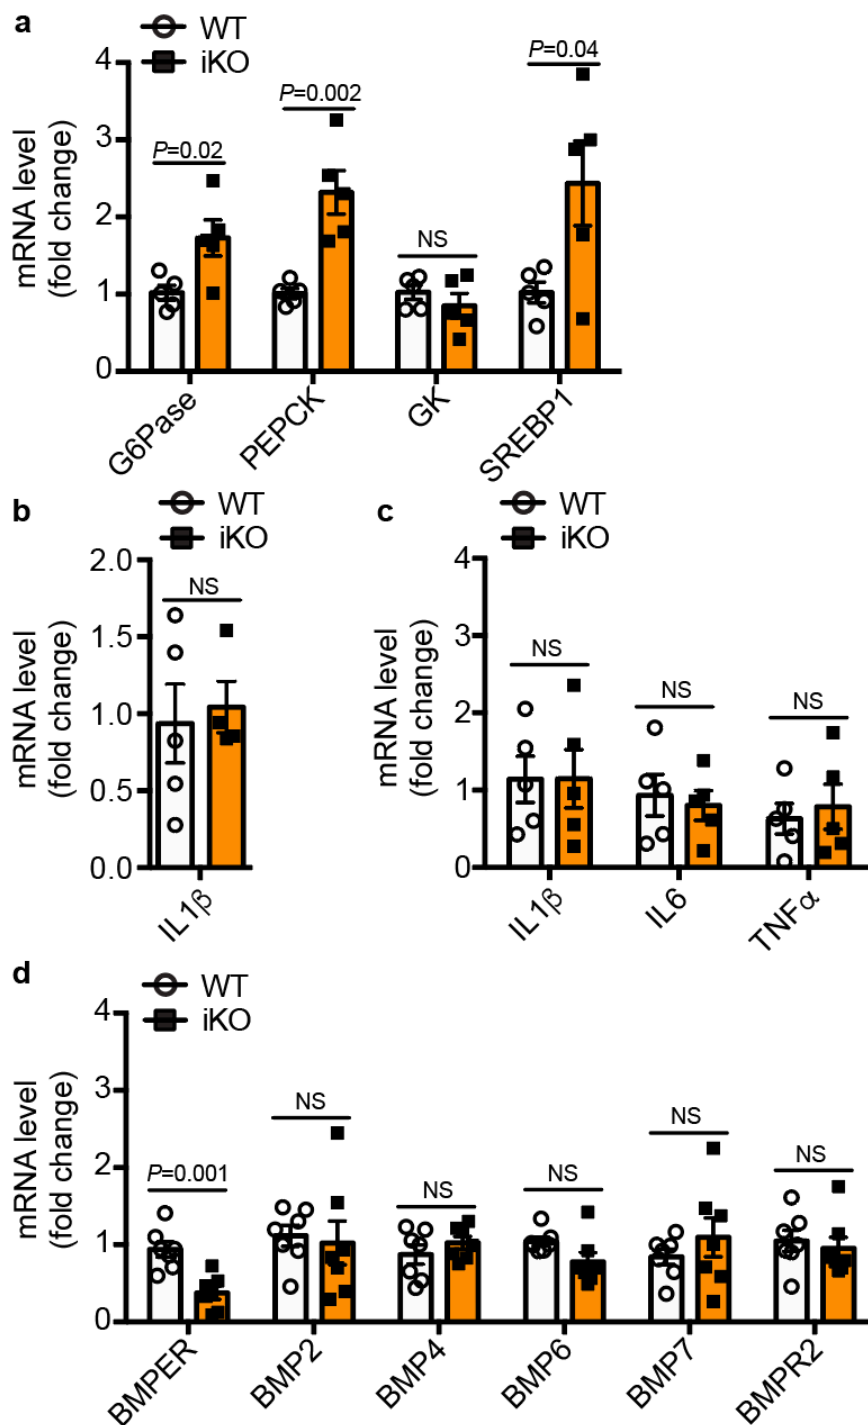 a
WT
iKO
mRNA level
(fold change)
4
3
2
1
0
P=0.02
P=0.002
NS
P=0.04
G6Pase
PEPCK
GK
SREBP1
b
WT
iKO
mRNA level
(fold change)
2.0
1.5
1.0
0.5
0.0
NS
IL1β
c
WT
iKO
mRNA level
(fold change)
4
3
2
1
0
NS
NS
NS
IL1β
IL6
TNFα
d
WT
iKO
mRNA level
(fold change)
4
3
2
1
0
P=0.001
NS
NS
NS
NS
NS
BMPER
BMP2
BMP4
BMP6
BMP7
BMPR2